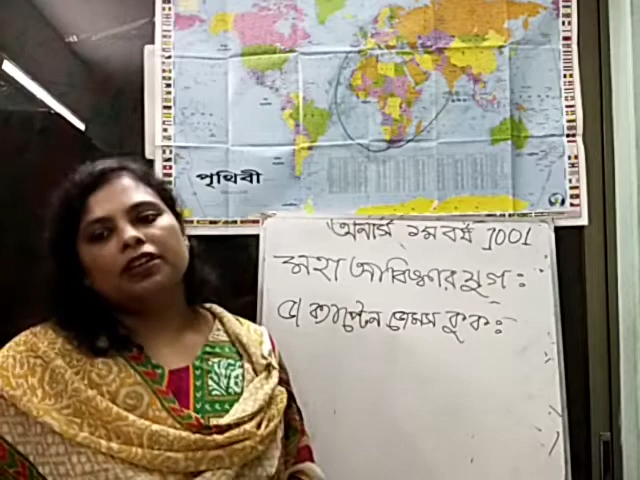 পৃথিবী
অনার্স ১ম বর্ষ 1001
মহা আবিষ্কার যুগ:
৫। ক্যাপ্টেন জেমস কুক: